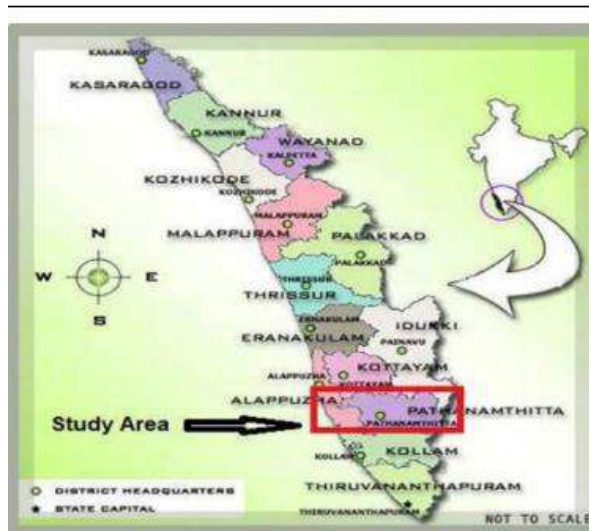 KASARAGOD
KASARAGOD
KANNUR
KANNUR
WAYANAD
KALPETTA
KOZHIKODE
KOZHIKODE
MALAPPURAM
MALAPPURAM
PALAKKAD
PALAKKAD
N
W E
S
THRISSUR
THRISSUR
ERNAKULAM
ERANAKULAM
IDUKKI
PAINAVU
KOTTAYAM
KOTTAYAM
ALAPPUZHA
ALAPPUZHA
PATHANAMTHITTA
PATHANAMTHITTA
Study Area
KOLLAM
KOLLAM
THIRUVANANTHAPURAM
THIRUVANANTHAPURAM
DISTRICT HEADQUARTERS
STATE CAPITAL
NOT TO SCALE